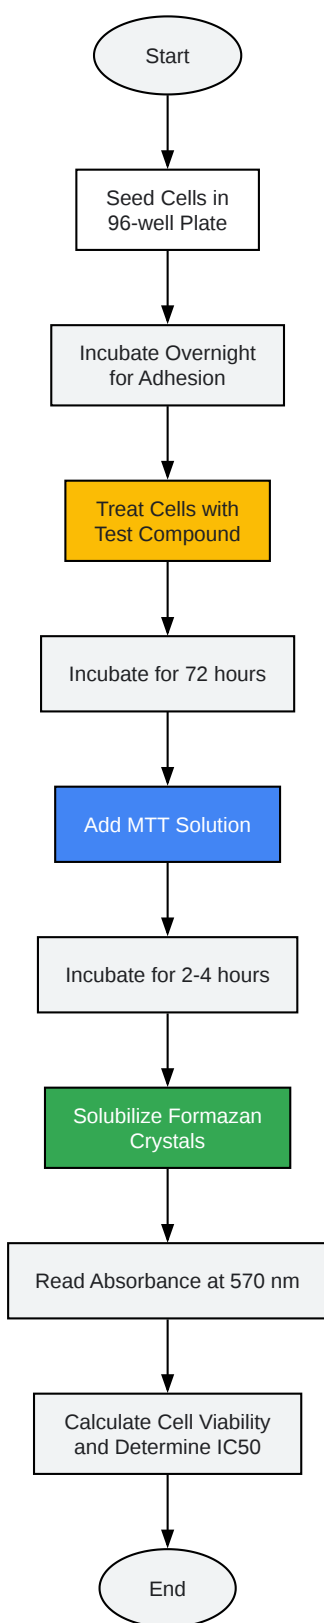 Start
Seed Cells in
96-well Plate
Incubate Overnight
for Adhesion
Treat Cells with
Test Compound
Incubate for 72 hours
Add MTT Solution
Incubate for 2-4 hours
Solubilize Formazan
Crystals
Read Absorbance at 570 nm
Calculate Cell Viability
and Determine IC50
End